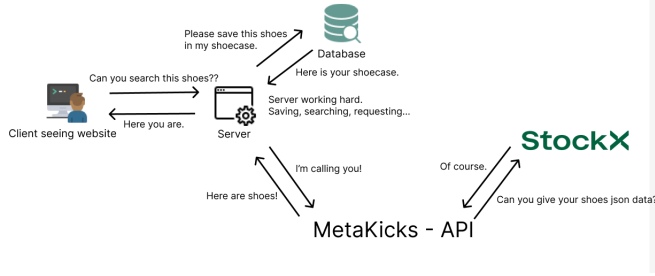 Please save this shoes
in my shoecase.
Database
Here is your shoecase.
Can you search this shoes??
Server working hard.
Saving, searching, requesting...
Here you are.
Client seeing website
Server
StockX
I'm calling you!
Of course.
Here are shoes!
Can you give your shoes json data?
MetaKicks - API